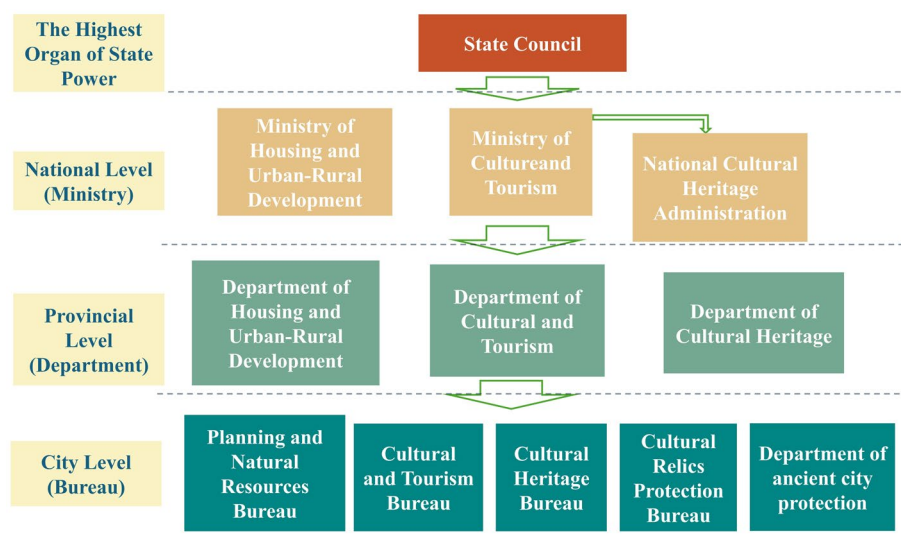 The Highest
Organ of State
Power
State Council
National Level
(Ministry)
Ministry of
Housing and
Urban-Rural
Development
Ministry of
Cultureand
Tourism
National Cultural
Heritage
Administration
Provincial
Level
(Department)
Department of
Housing and
Urban-Rural
Development
Department of
Cultural and
Tourism
Department of
Cultural Heritage
City Level
(Bureau)
Planning and
Natural
Resources
Bureau
Cultural
and Tourism
Bureau
Cultural
Heritage
Bureau
Cultural
Relics
Protection
Bureau
Department of
ancient city
protection